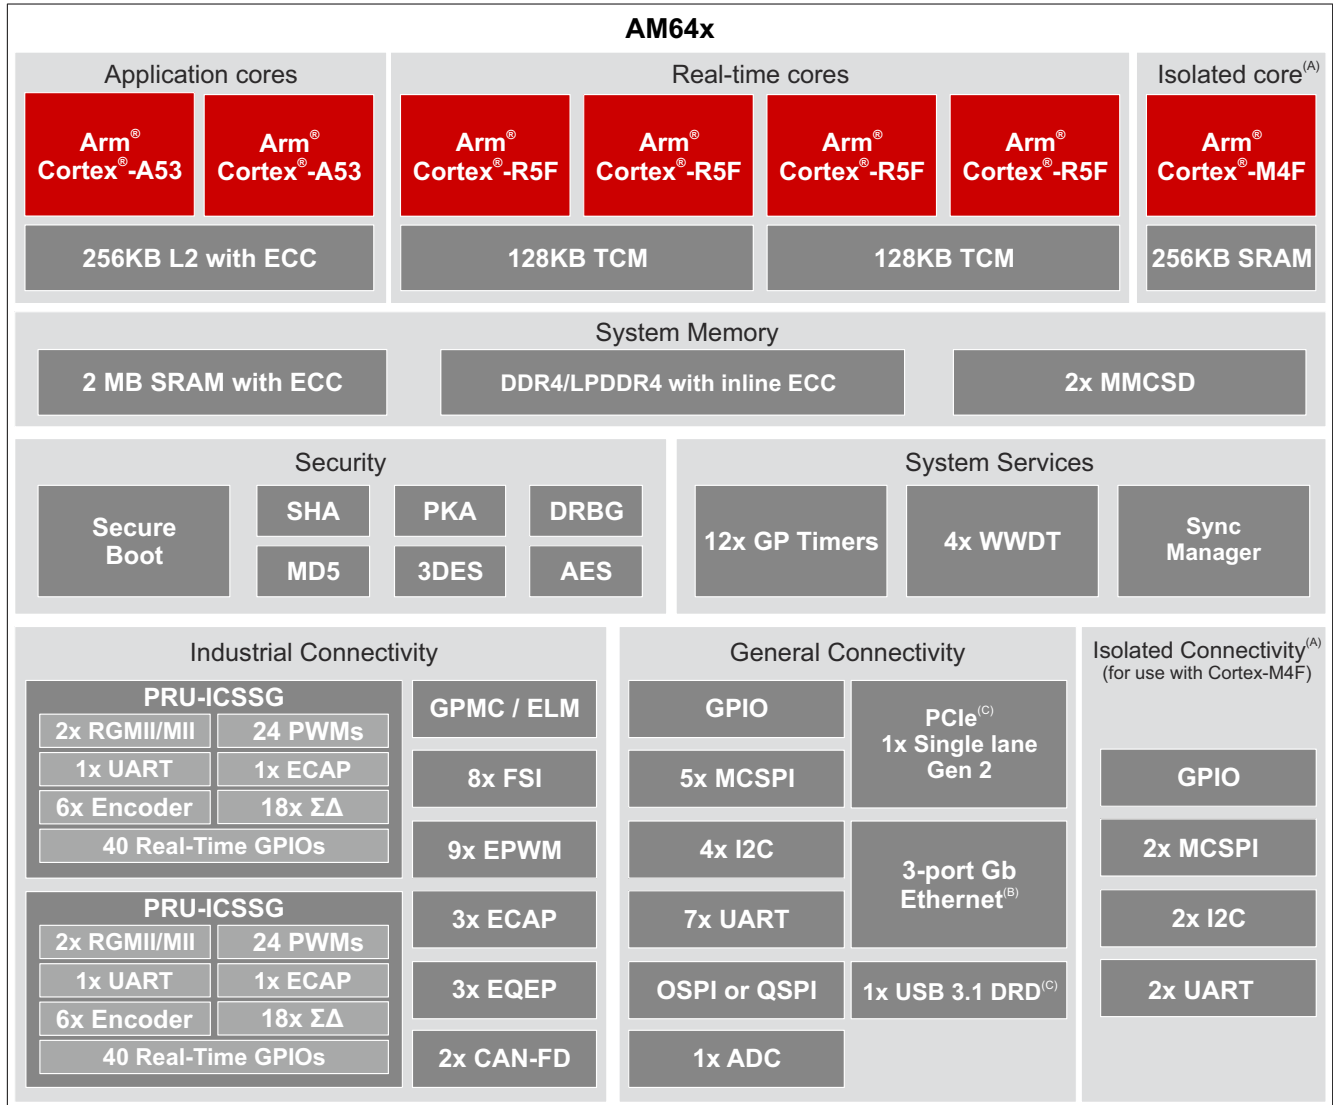 AM64x
Application cores
Arm®
Cortex®-A53
Arm®
Cortex®-A53
256KB L2 with ECC
Real-time cores
Arm®
Cortex®-R5F
Arm®
Cortex®-R5F
Arm®
Cortex®-R5F
Arm®
Cortex®-R5F
128KB TCM
128KB TCM
Isolated core(A)
Arm®
Cortex®-M4F
256KB SRAM
System Memory
2 MB SRAM with ECC
DDR4/LPDDR4 with inline ECC
2x MMCSD
Security
Secure
Boot
SHA
PKA
DRBG
MD5
3DES
AES
System Services
12x GP Timers
4x WWDT
Sync
Manager
Industrial Connectivity
PRU-ICSSG
2x RGMII/MII
24 PWMs
1x UART
1x ECAP
6x Encoder
18x ΣΔ
40 Real-Time GPIOs
PRU-ICSSG
2x RGMII/MII
24 PWMs
1x UART
1x ECAP
6x Encoder
18x ΣΔ
40 Real-Time GPIOs
GPMC / ELM
8x FSI
9x EPWM
3x ECAP
3x EQEP
2x CAN-FD
General Connectivity
GPIO
5x MCSPI
4x I2C
7x UART
OSPI or QSPI
1x ADC
PCIe(C)
1x Single lane
Gen 2
3-port Gb
Ethernet(B)
1x USB 3.1 DRD(C)
Isolated Connectivity(A)
(for use with Cortex-M4F)
GPIO
2x MCSPI
2x I2C
2x UART